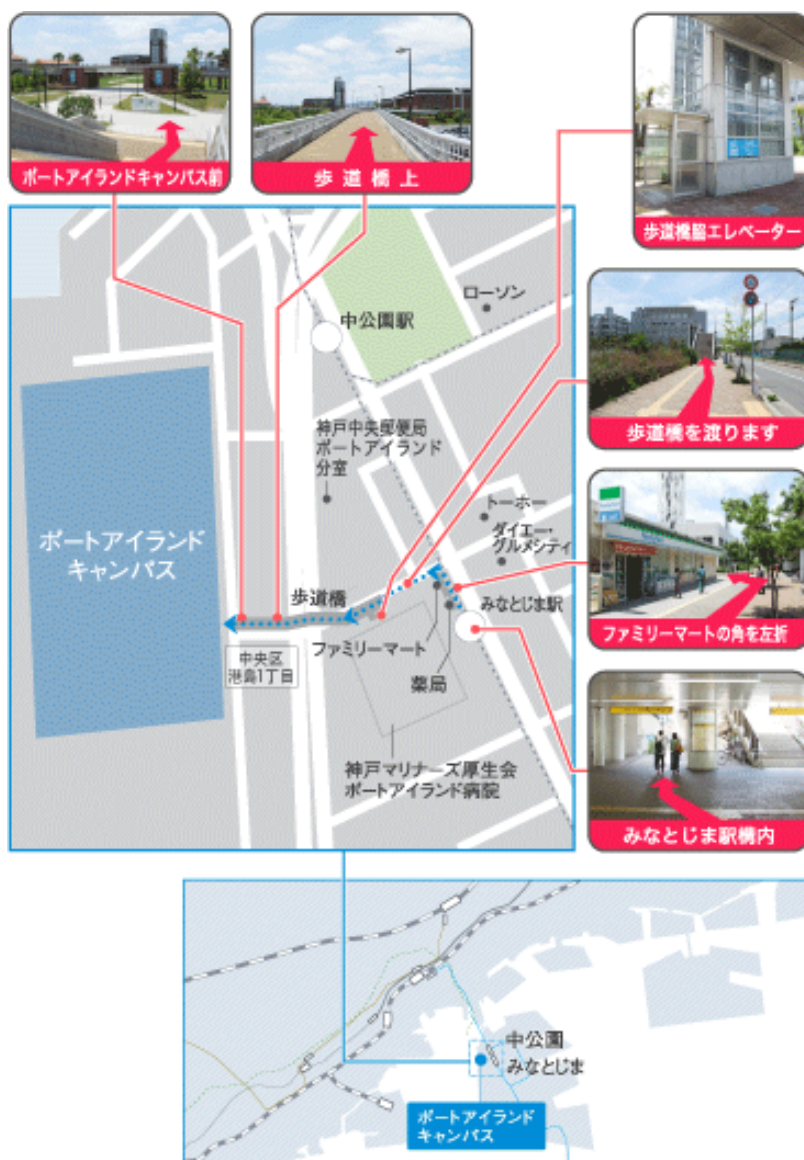 ポートアイランドキャンパス前
歩道橋上
歩道橋脇エレベーター
ローソン
中公園駅
歩道橋を渡ります
神戸中央郵便局
ポートアイランド
分室
トーホー
ダイエー・
グルメシティ
ポートアイランド
キャンパス
歩道橋
みなとじま駅
ファミリーマート
ファミリーマートの角を左折
中央区
港島1丁目
薬局
神戸マリナーズ厚生会
ポートアイランド病院
みなとじま駅構内
中公園
みなとじま
ポートアイランド
キャンパス